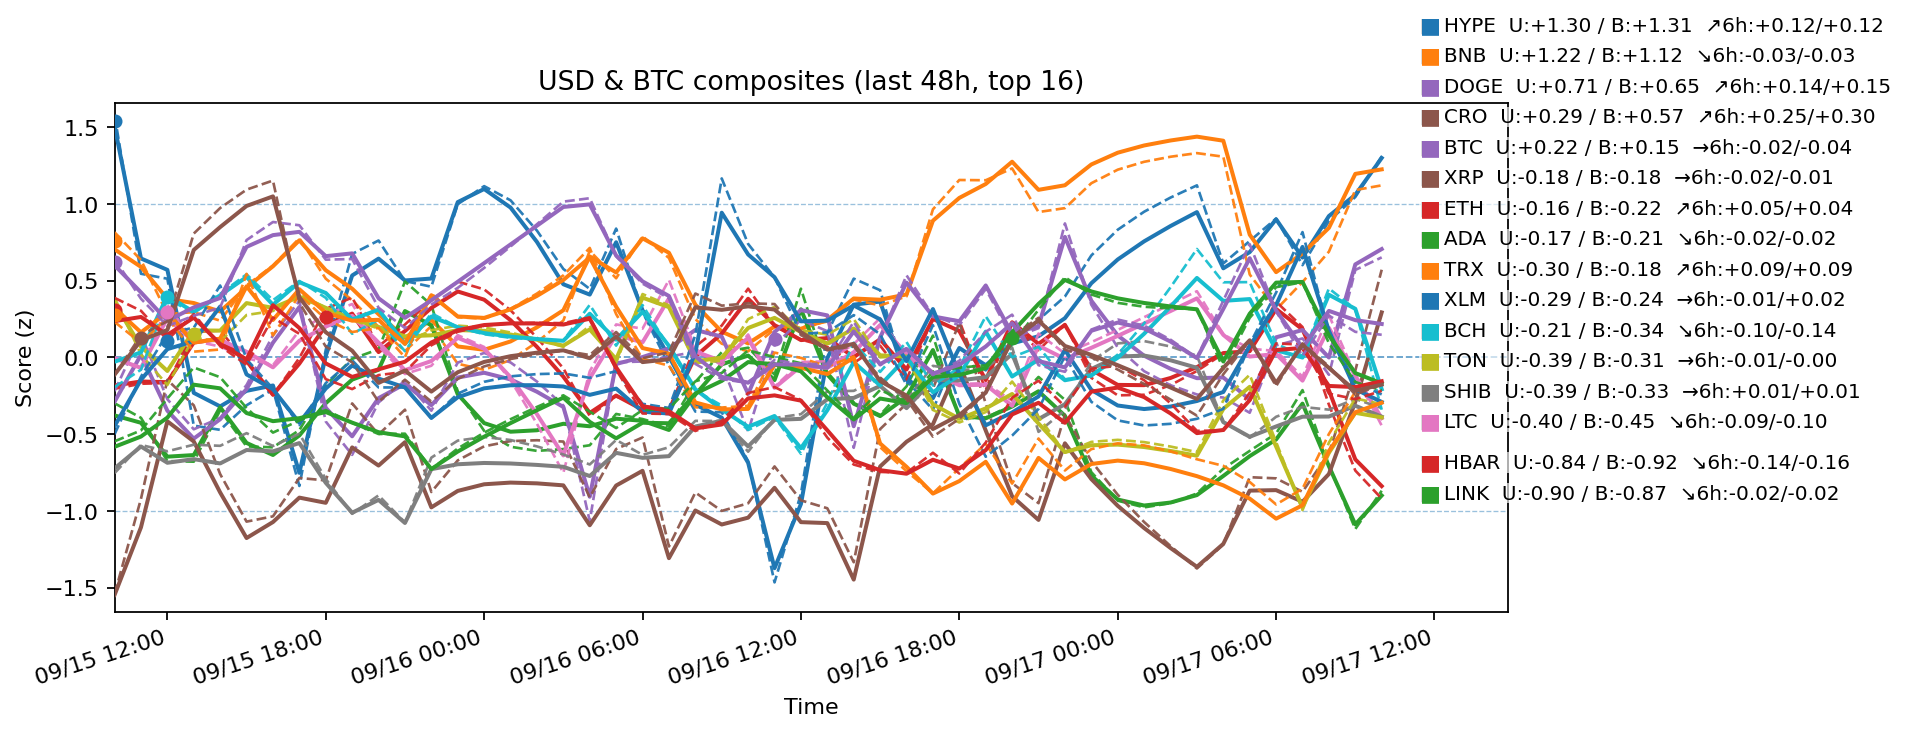 USD & BTC composites (last 48h, top 16)
HYPE U:+1.30 / B:+1.31 ↗6h:+0.12/+0.12
BNB U:+1.22 / B:+1.12 ↘6h:-0.03/-0.03
DOGE U:+0.71 / B:+0.65 ↗6h:+0.14/+0.15
CRO U:+0.29 / B:+0.57 ↗6h:+0.25/+0.30
BTC U:+0.22 / B:+0.15 →6h:-0.02/-0.04
XRP U:-0.18 / B:-0.18 →6h:-0.02/-0.01
ETH U:-0.16 / B:-0.22 ↗6h:+0.05/+0.04
ADA U:-0.17 / B:-0.21 ↘6h:-0.02/-0.02
TRX U:-0.30 / B:-0.18 ↗6h:+0.09/+0.09
XLM U:-0.29 / B:-0.24 →6h:-0.01/+0.02
BCH U:-0.21 / B:-0.34 ↘6h:-0.10/-0.14
TON U:-0.39 / B:-0.31 →6h:-0.01/-0.00
SHIB U:-0.39 / B:-0.33 →6h:+0.01/+0.01
LTC U:-0.40 / B:-0.45 ↘6h:-0.09/-0.10
HBAR U:-0.84 / B:-0.92 ↘6h:-0.14/-0.16
LINK U:-0.90 / B:-0.87 ↘6h:-0.02/-0.02
Score (z)
1.5
1.0
0.5
0.0
−0.5
−1.0
−1.5
09/15 12:00
09/15 18:00
09/16 00:00
09/16 06:00
09/16 12:00
09/16 18:00
09/17 00:00
09/17 06:00
09/17 12:00
Time